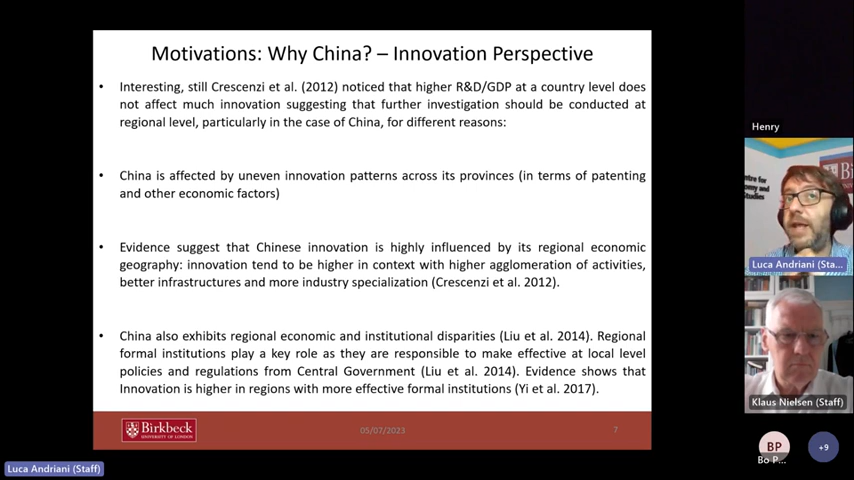 Motivations: Why China? – Innovation Perspective
• Interesting, still Crescenzi et al. (2012) noticed that higher R&D/GDP at a country level does
not affect much innovation suggesting that further investigation should be conducted at
regional level, particularly in the case of China, for different reasons:
• China is affected by uneven innovation patterns across its provinces (in terms of patenting
and other economic factors)
• Evidence suggest that Chinese innovation is highly influenced by its regional economic
geography: innovation tend to be higher in context with higher agglomeration of activities,
better infrastructures and more industry specialization (Crescenzi et al. 2012).
• China also exhibits regional economic and institutional disparities (Liu et al. 2014). Regional
formal institutions play a key role as they are responsible to make effective at local level
policies and regulations from Central Government (Liu et al. 2014). Evidence shows that
Innovation is higher in regions with more effective formal institutions (Yi et al. 2017).
Birkbeck
UNIVERSITY OF LONDON
05/07/2023
7
Henry
Bi
Studies
Luca Andriani (Sta...
Klaus Nielsen (Staff)
BP
Bo P...
+9
Luca Andriani (Staff)